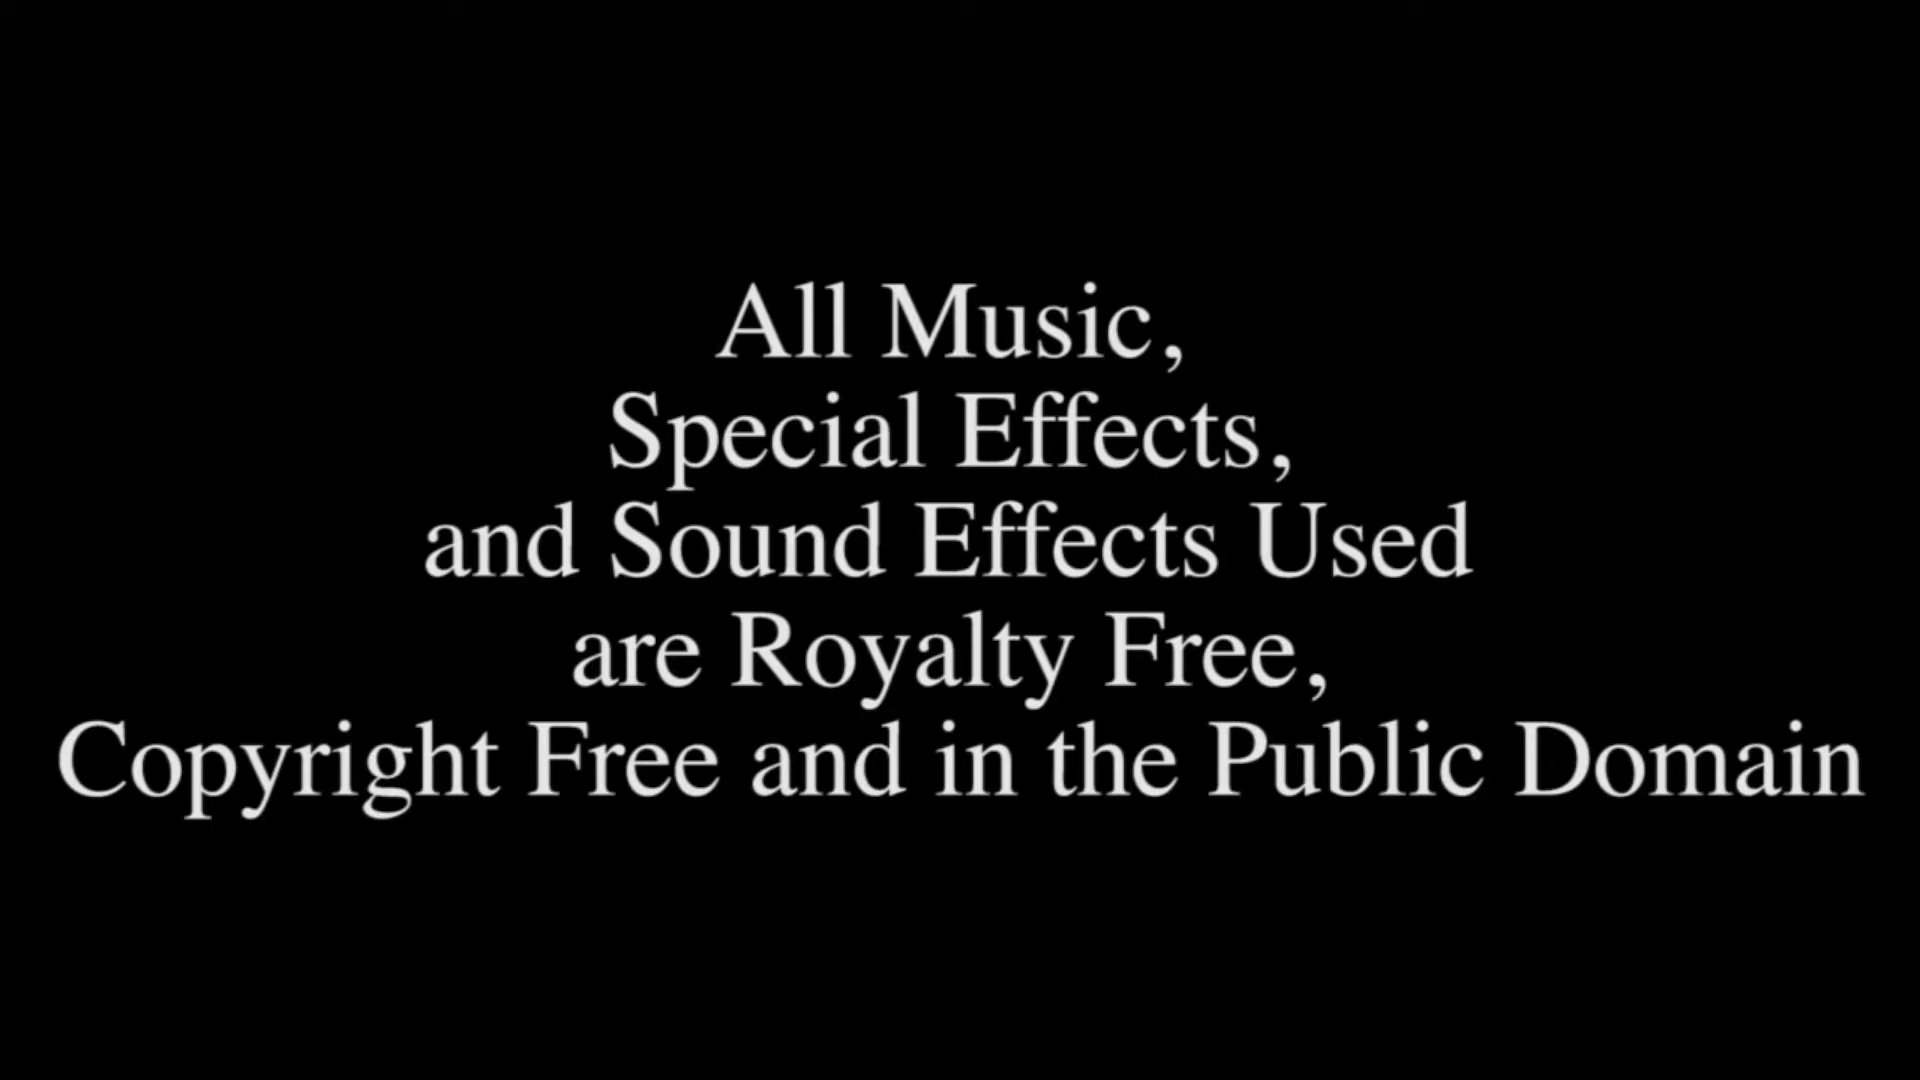 All Music,
Special Effects,
and Sound Effects Used
are Royalty Free,
Copyright Free and in the Public Domain